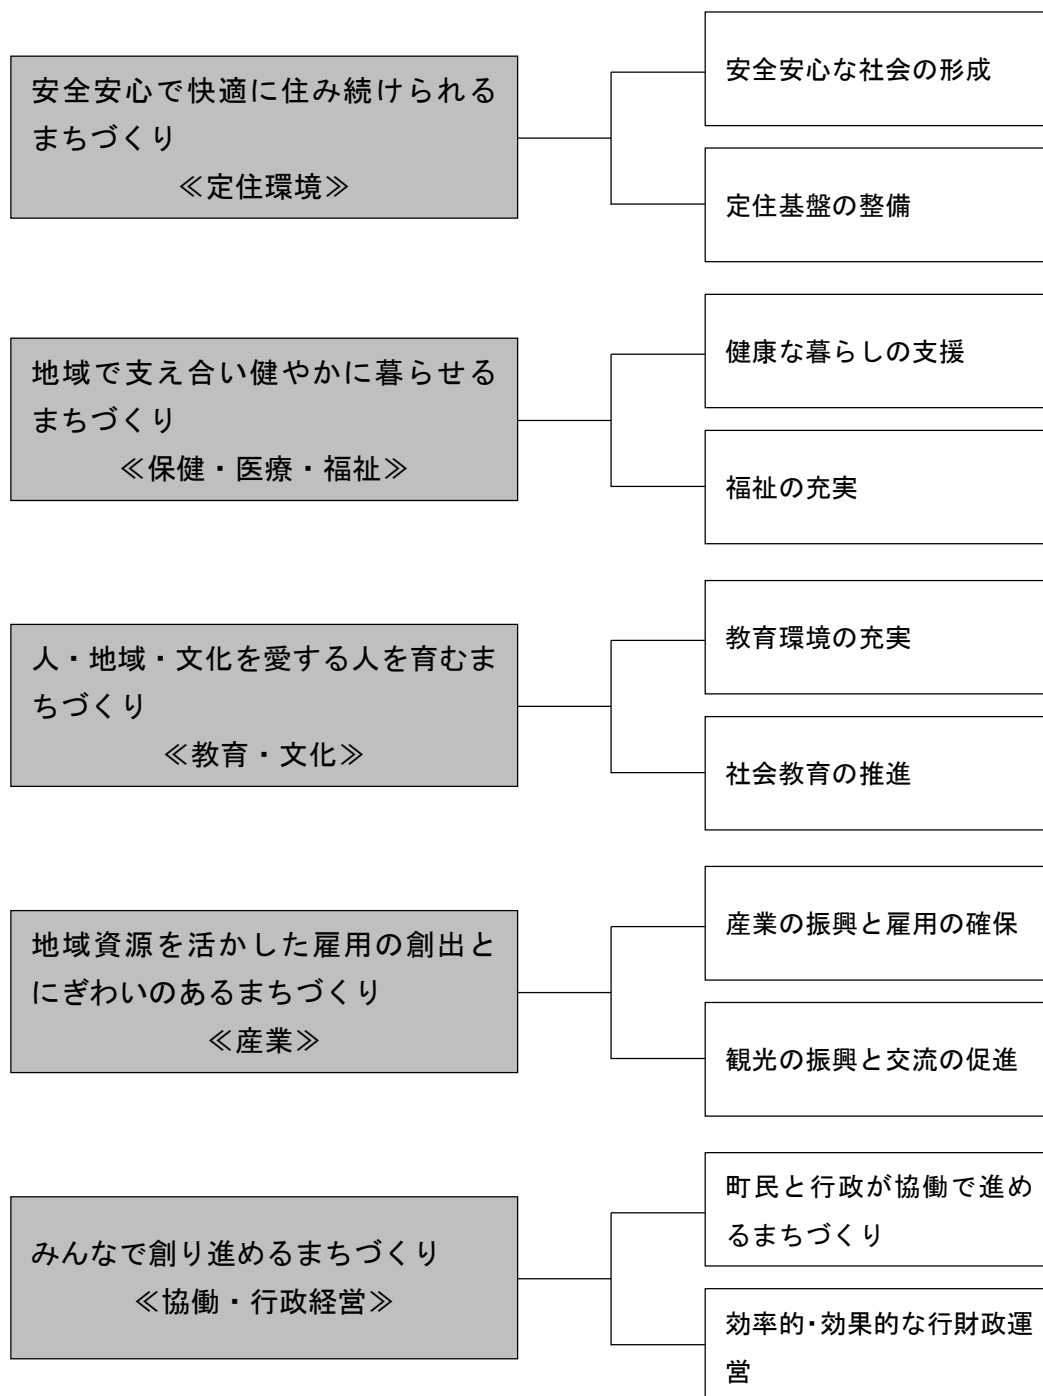 安全安心で快適に住み続けられる
まちづくり
≪定住環境≫
安全安心な社会の形成
定住基盤の整備
地域で支え合い健やかに暮らせる
まちづくり
≪保健・医療・福祉≫
健康な暮らしの支援
福祉の充実
人・地域・文化を愛する人を育むま
ちづくり
≪教育・文化≫
教育環境の充実
社会教育の推進
地域資源を活かした雇用の創出と
にぎわいのあるまちづくり
≪産業≫
産業の振興と雇用の確保
観光の振興と交流の促進
みんなで創り進めるまちづくり
≪協働・行政経営≫
町民と行政が協働で進め
るまちづくり
効率的・効果的な行財政運
営